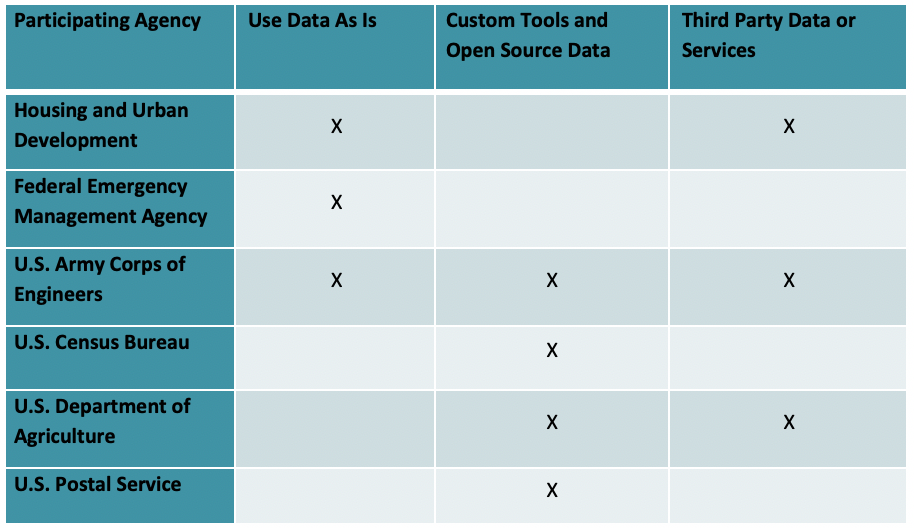 Participating Agency Use Data As Is Custom Tools and Third Party Data or
Open Source Data Services
Housing and Urban
Development X X
Federal Emergency
Management Agency X
U.S. Army Corps of
Engineers X X X
U.S. Census Bureau X
U.S. Department of
Agriculture X X
U.S. Postal Service X